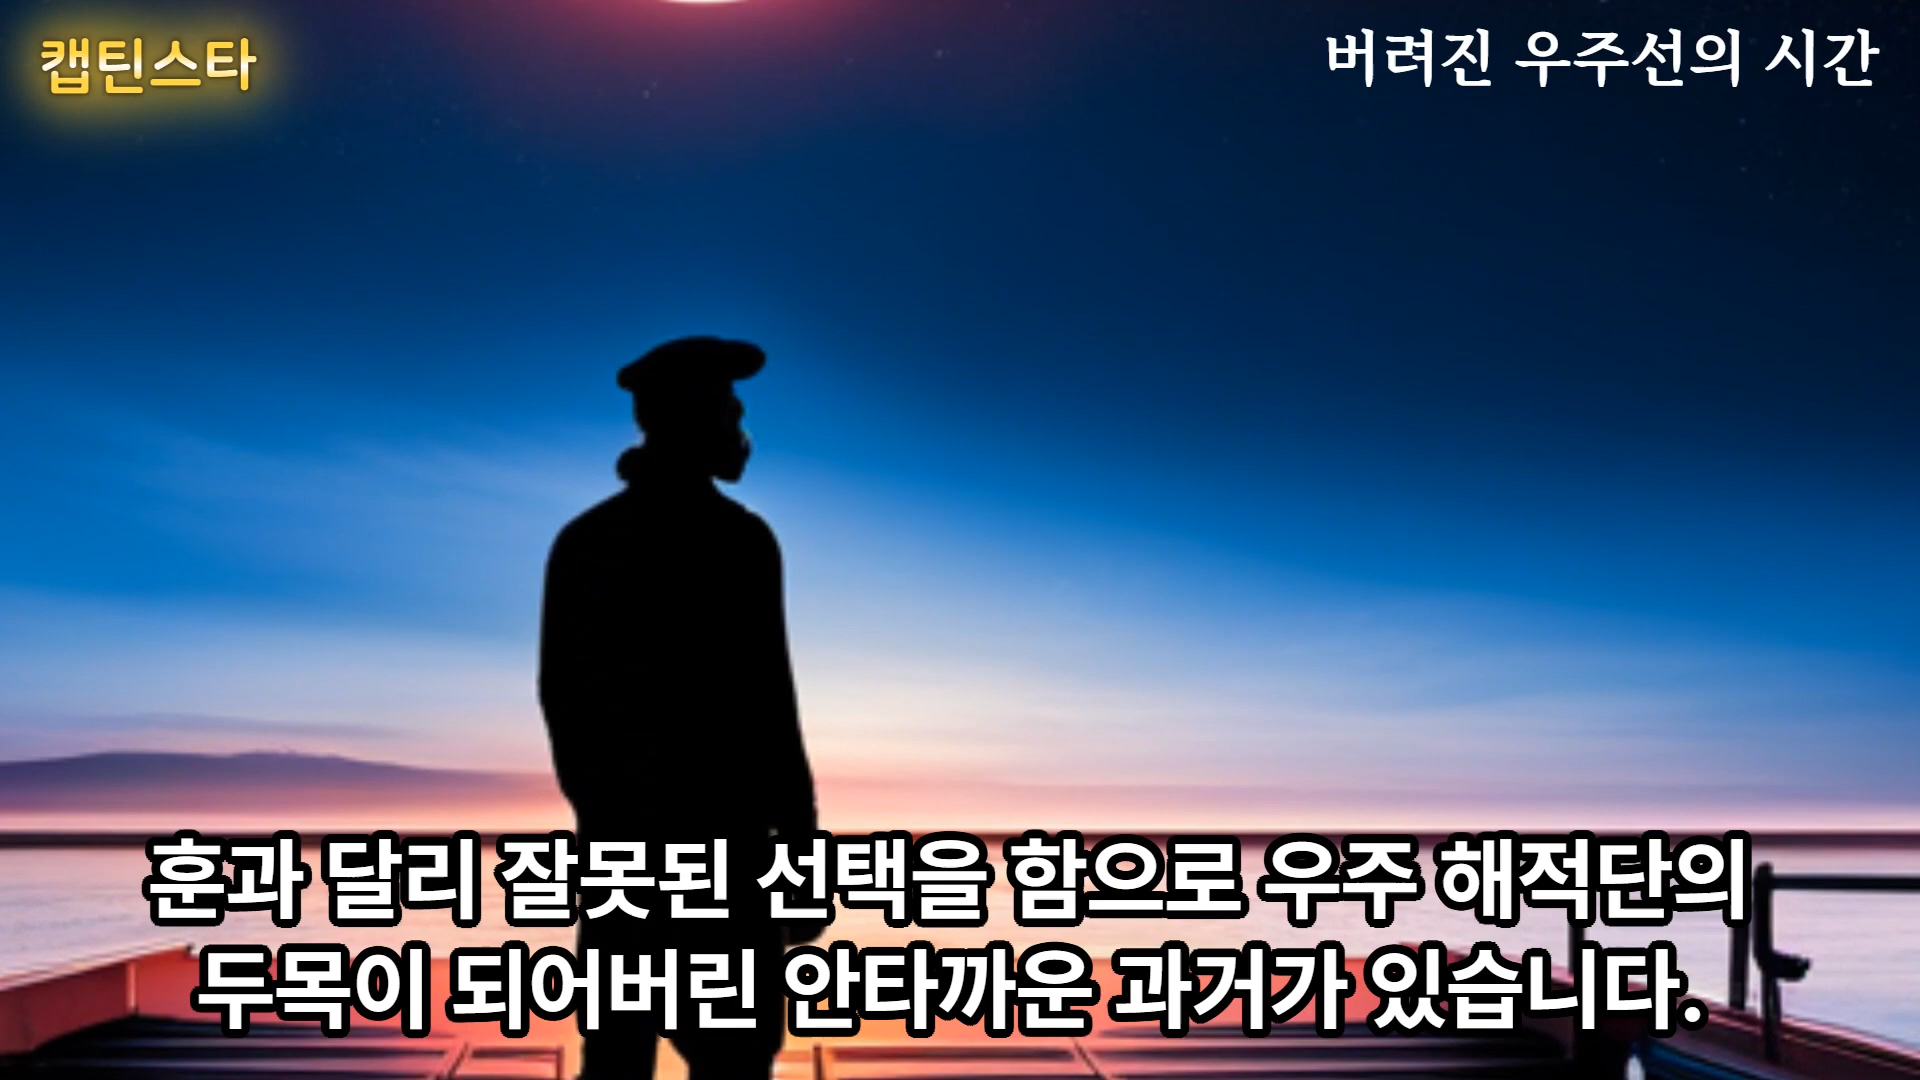 캡틴스타
버려진 우주선의 시간
훈과 달리 잘못된 선택을 함으로 우주 해적단의
두목이 되어버린 안타까운 과거가 있습니다.